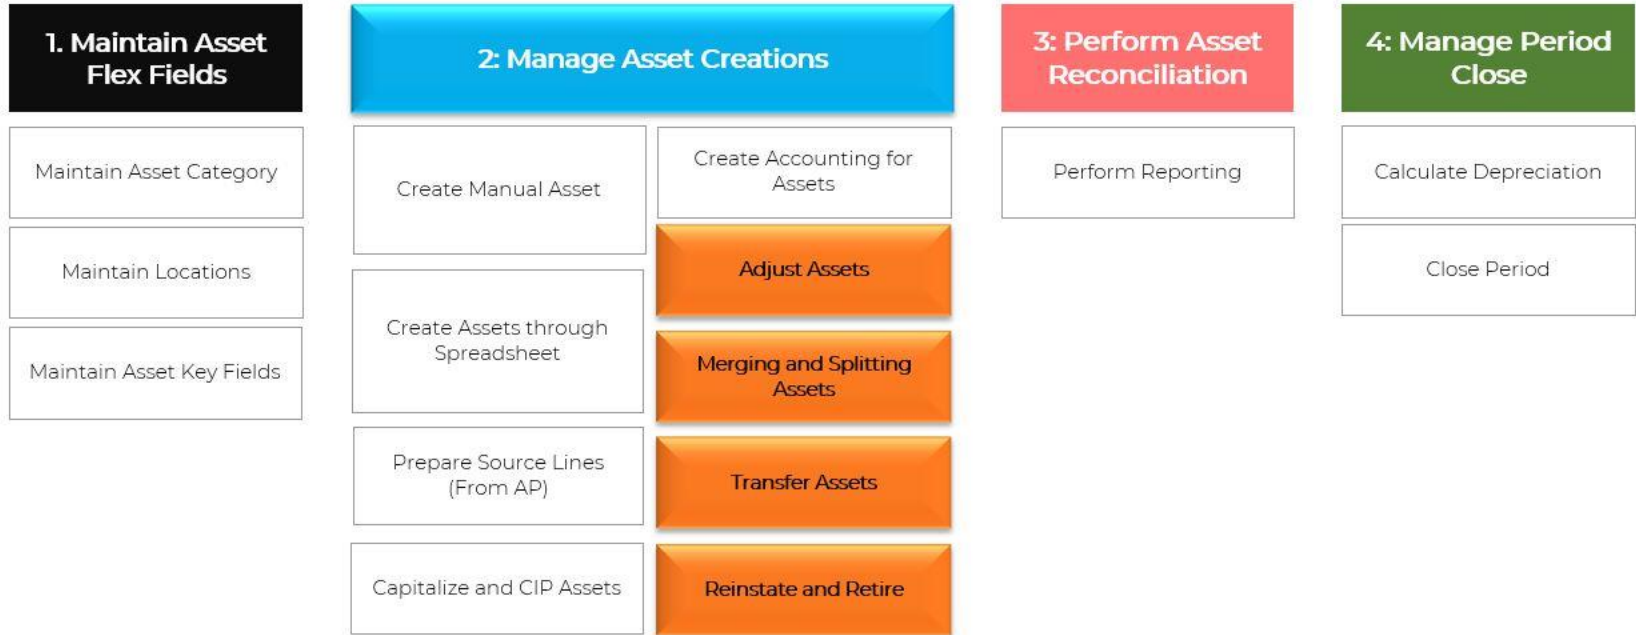 1. Maintain Asset
Flex Fields
Maintain Asset Category
Maintain Locations
Maintain Asset Key Fields
2: Manage Asset Creations
Create Manual Asset
Create Assets through
Spreadsheet
Prepare Source Lines
(From AP)
Capitalize and CIP Assets
Create Accounting for
Assets
Adjust Assets
Merging and Splitting
Assets
Transfer Assets
Reinstate and Retire
3: Perform Asset
Reconciliation
Perform Reporting
4: Manage Period
Close
Calculate Depreciation
Close Period